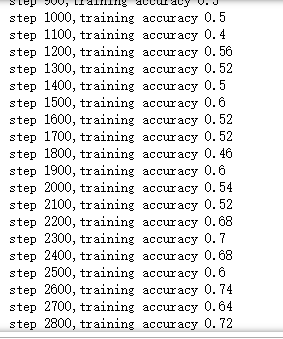 step 900,training accuracy 0.5
step 1000,training accuracy 0.5
step 1100,training accuracy 0.4
step 1200,training accuracy 0.56
step 1300,training accuracy 0.52
step 1400,training accuracy 0.5
step 1500,training accuracy 0.6
step 1600,training accuracy 0.52
step 1700,training accuracy 0.52
step 1800,training accuracy 0.46
step 1900,training accuracy 0.6
step 2000,training accuracy 0.54
step 2100,training accuracy 0.52
step 2200,training accuracy 0.68
step 2300,training accuracy 0.7
step 2400,training accuracy 0.68
step 2500,training accuracy 0.6
step 2600,training accuracy 0.74
step 2700,training accuracy 0.64
step 2800,training accuracy 0.72